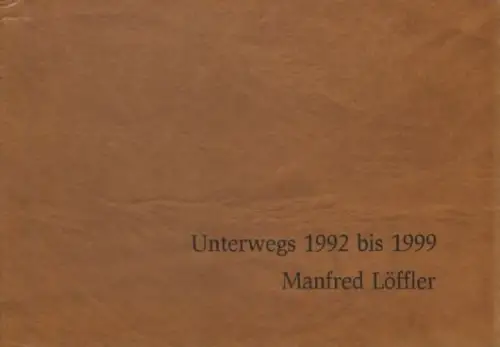 Unterwegs 1992 bis 1999
Manfred Löffler